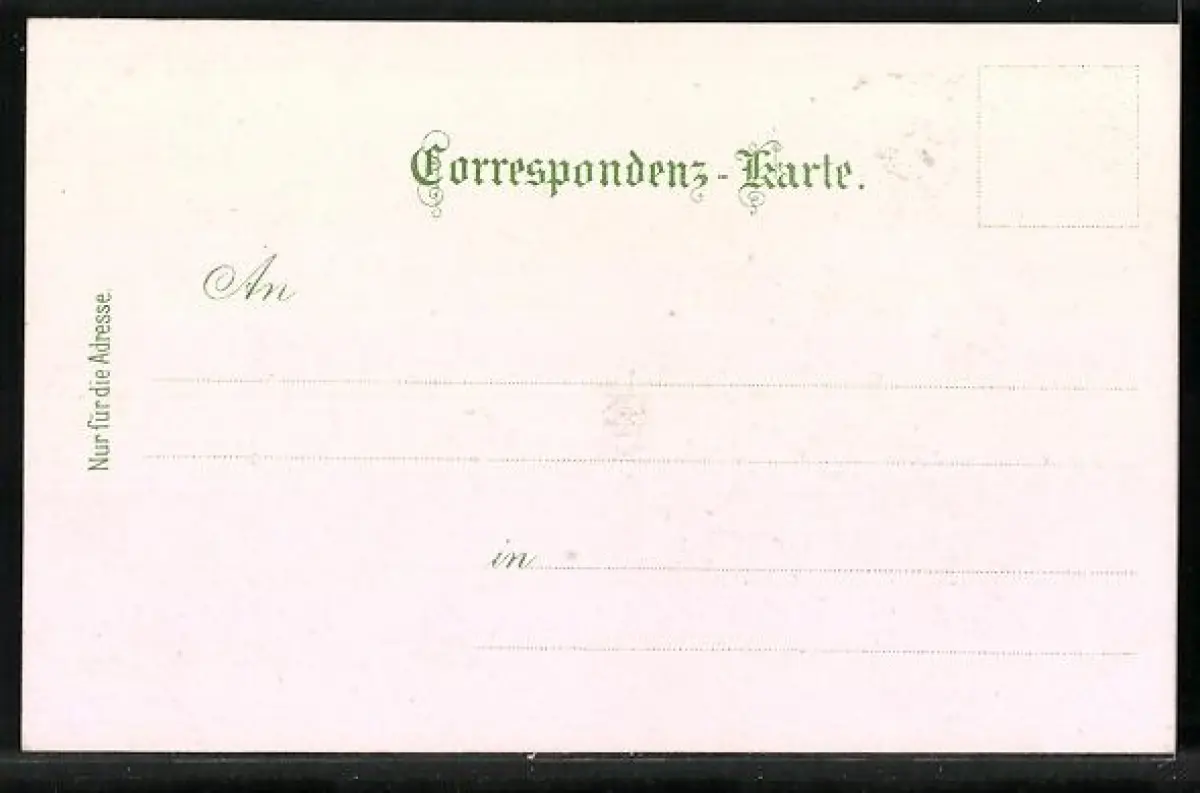 Correspondenz-Karte.
An
Nur für die Adresse.
in